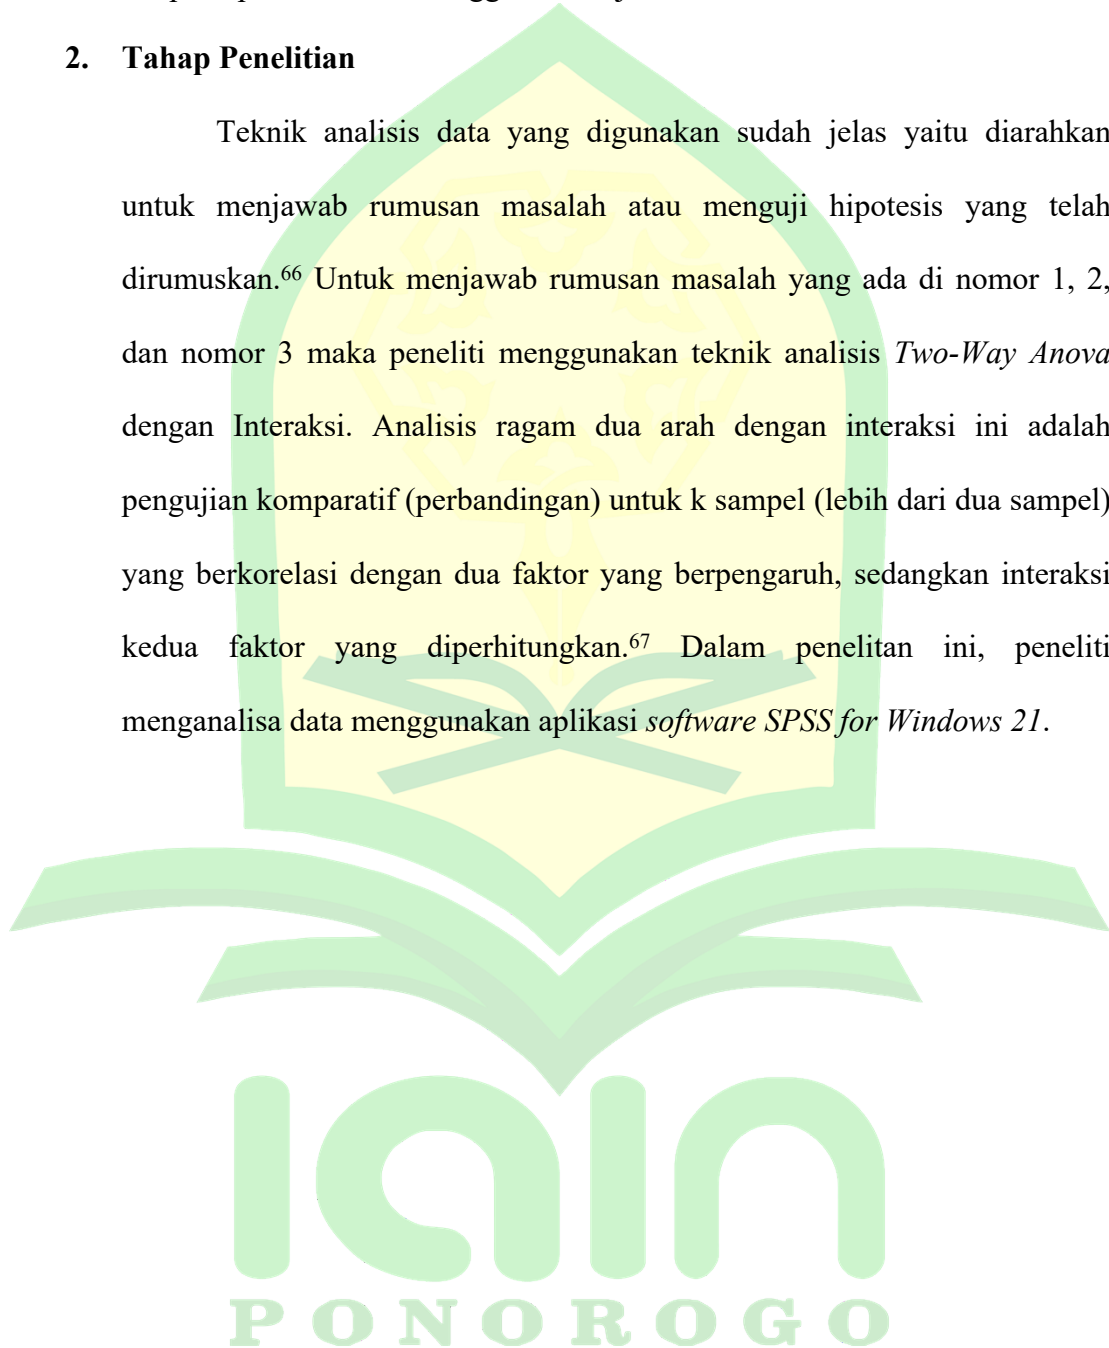 2. Tahap Penelitian
Teknik analisis data yang digunakan sudah jelas yaitu diarahkan
untuk menjawab rumusan masalah atau menguji hipotesis yang telah
dirumuskan.⁶⁶ Untuk menjawab rumusan masalah yang ada di nomor 1, 2,
dan nomor 3 maka peneliti menggunakan teknik analisis Two-Way Anova
dengan Interaksi. Analisis ragam dua arah dengan interaksi ini adalah
pengujian komparatif (perbandingan) untuk k sampel (lebih dari dua sampel)
yang berkorelasi dengan dua faktor yang berpengaruh, sedangkan interaksi
kedua faktor yang diperhitungkan.⁶⁷ Dalam penelitan ini, peneliti
menganalisa data menggunakan aplikasi software SPSS for Windows 21.
iain
PONOROGO